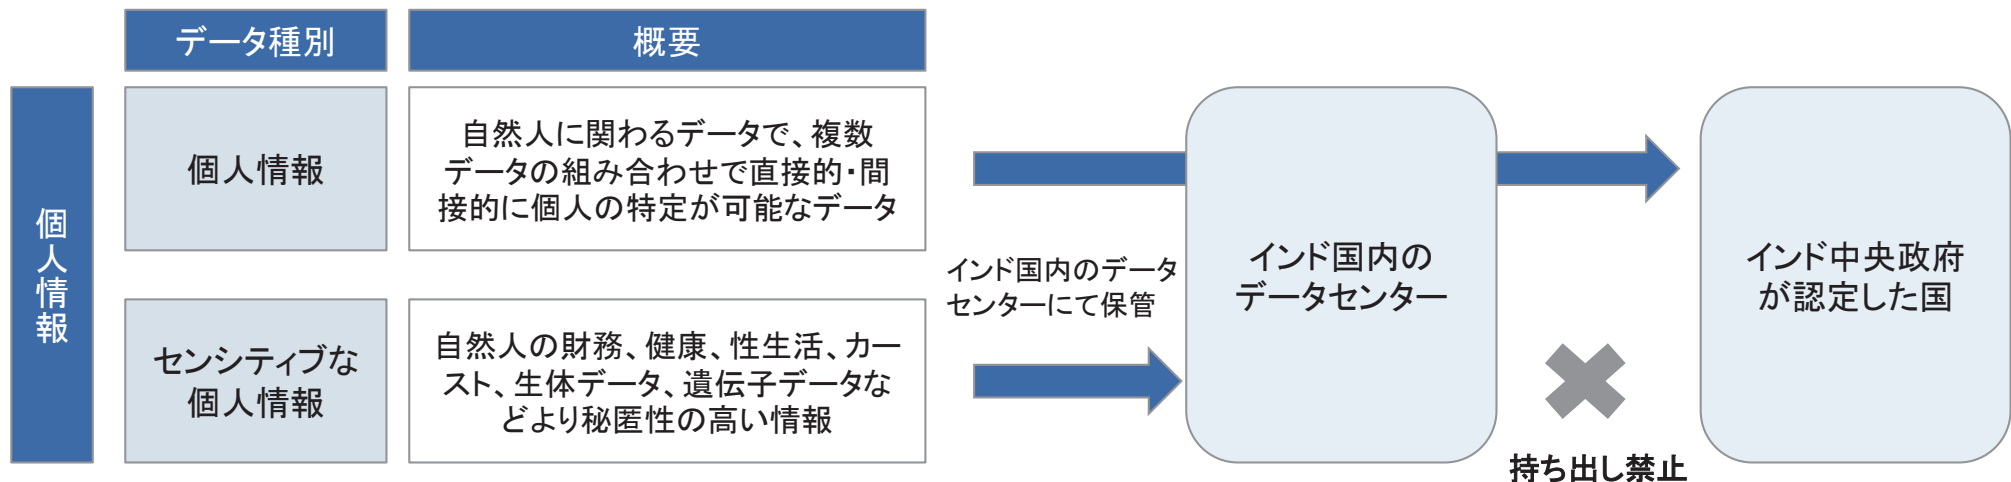 データ種別
概要
個人情報
個人情報
自然人に関わるデータで、複数
データの組み合わせで直接的・間
接的に個人の特定が可能なデータ
センシティブな
個人情報
自然人の財務、健康、性生活、カー
スト、生体データ、遺伝子データな
どより秘匿性の高い情報
インド国内のデータ
センターにて保管
インド国内の
データセンター
持ち出し禁止
インド中央政府
が認定した国